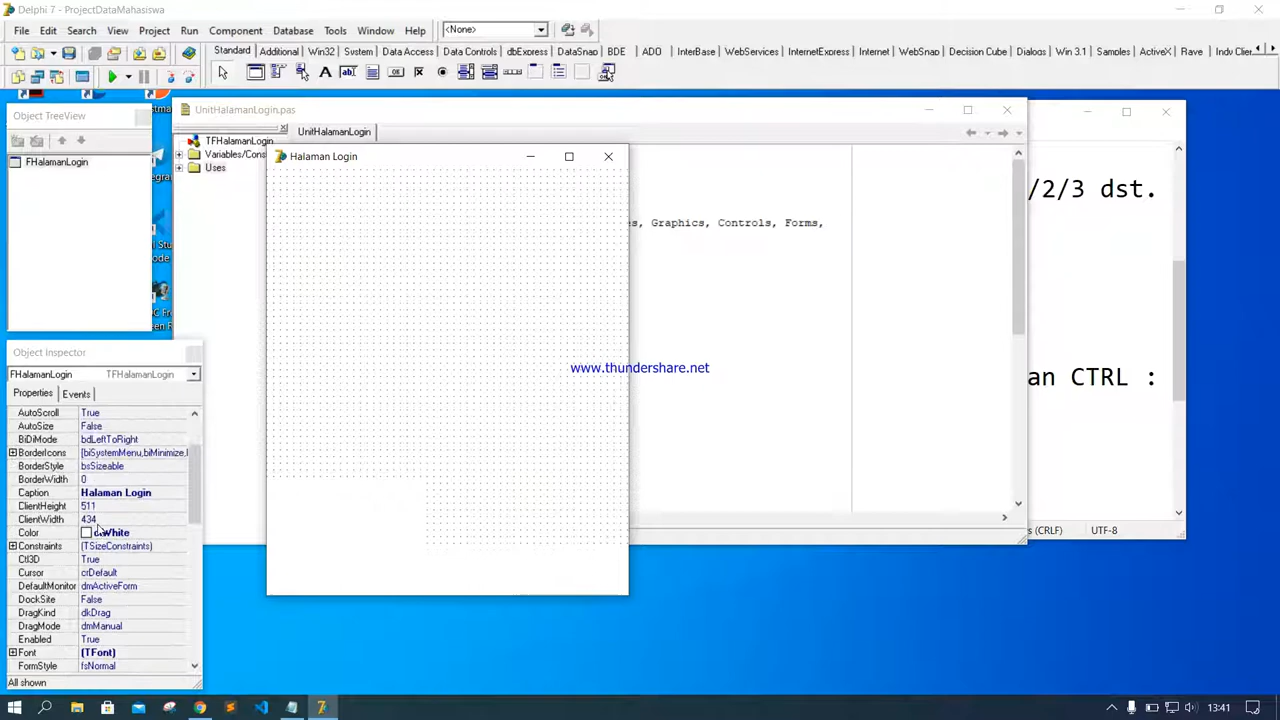 Delphi 7 - ProjectDataMahasiswa
File Edit Search View Project Run Component Database Tools Window Help
<None>
Standard Additional Win32 System Data Access Data Controls dbExpress DataSnap BDE ADO InterBase WebServices InternetExpress Internet WebSnap Decision Cube Dialogs Win 3.1 Samples ActiveX Rave Indy Clie
Object TreeView
FHalamanLogin
UnitHalamanLogin.pas
UnitHalamanLogin
TFHalamanLogin
Variables/Cons
Uses
Halaman Login
es, Graphics, Controls, Forms,
/2/3 dst.
an CTRL :
www.thundershare.net
(CRLF)
UTF-8
Object Inspector
FHalamanLogin TFHalamanLogin
Properties Events
AutoScroll True
AutoSize False
BiDiMode bdLeftToRight
BorderIcons [biSystemMenu,biMinimize,
BorderStyle bsSizeable
BorderWidth 0
Caption Halaman Login
ClientHeight 511
ClientWidth 434
Color clWhite
Constraints (TSizeConstraints)
Ctl3D True
Cursor crDefault
DefaultMonitor dmActiveForm
DockSite False
DragKind dkDrag
DragMode dmManual
Enabled True
Font (TFont)
FormStyle fsNormal
All shown
13:41